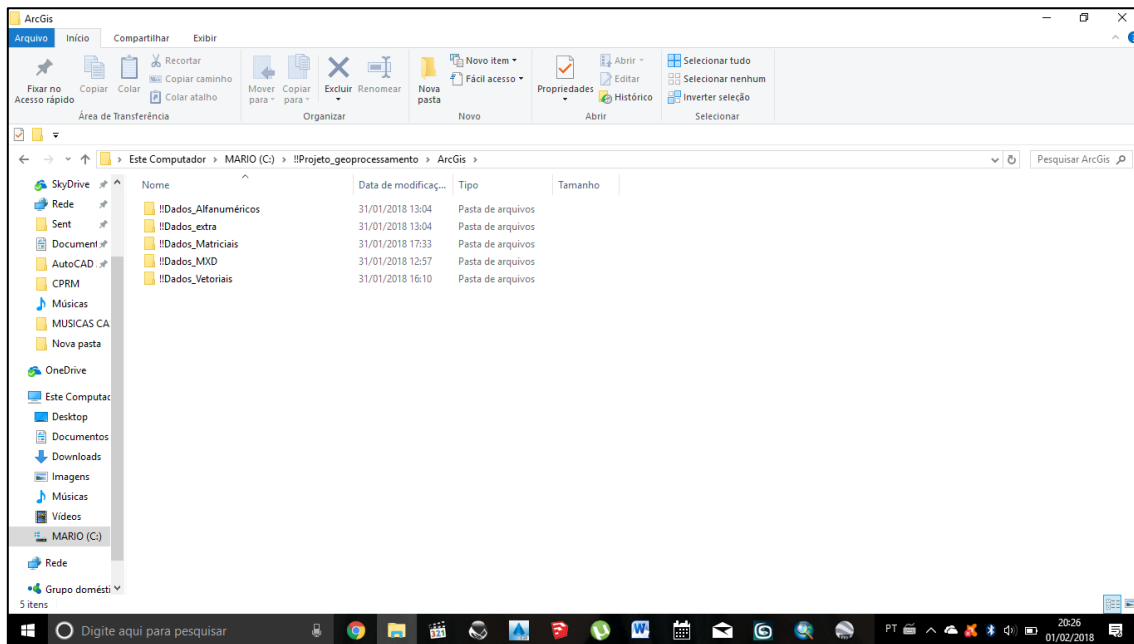 ArcGis
Arquivo Início Compartilhar Exibir
Fixar no Acesso rápido
Copiar
Colar
Recortar
Copiar caminho
Colar atalho
Área de Transferência
Mover para
Copiar para
Excluir
Renomear
Organizar
Nova pasta
Novo item
Fácil acesso
Novo
Propriedades
Abrir
Editar
Histórico
Abrir
Selecionar tudo
Selecionar nenhum
Inverter seleção
Selecionar
Este Computador > MARIO (C:) > !!Projeto_geoprocessamento > ArcGis >
Pesquisar ArcGis
SkyDrive
Rede
Sent
Document
AutoCAD
CPRM
Músicas
MUSICAS CA
Nova pasta
OneDrive
Este Computac
Desktop
Documentos
Downloads
Imagens
Músicas
Vídeos
MARIO (C:)
Rede
Grupo domésti
Nome Data de modificaç... Tipo Tamanho
!!Dados_Alfanuméricos 31/01/2018 13:04 Pasta de arquivos
!!Dados_extra 31/01/2018 13:04 Pasta de arquivos
!!Dados_Matriciais 31/01/2018 17:33 Pasta de arquivos
!!Dados_MXD 31/01/2018 12:57 Pasta de arquivos
!!Dados_Vetoriais 31/01/2018 16:10 Pasta de arquivos
5 itens
Digite aqui para pesquisar
PT
20:26
01/02/2018